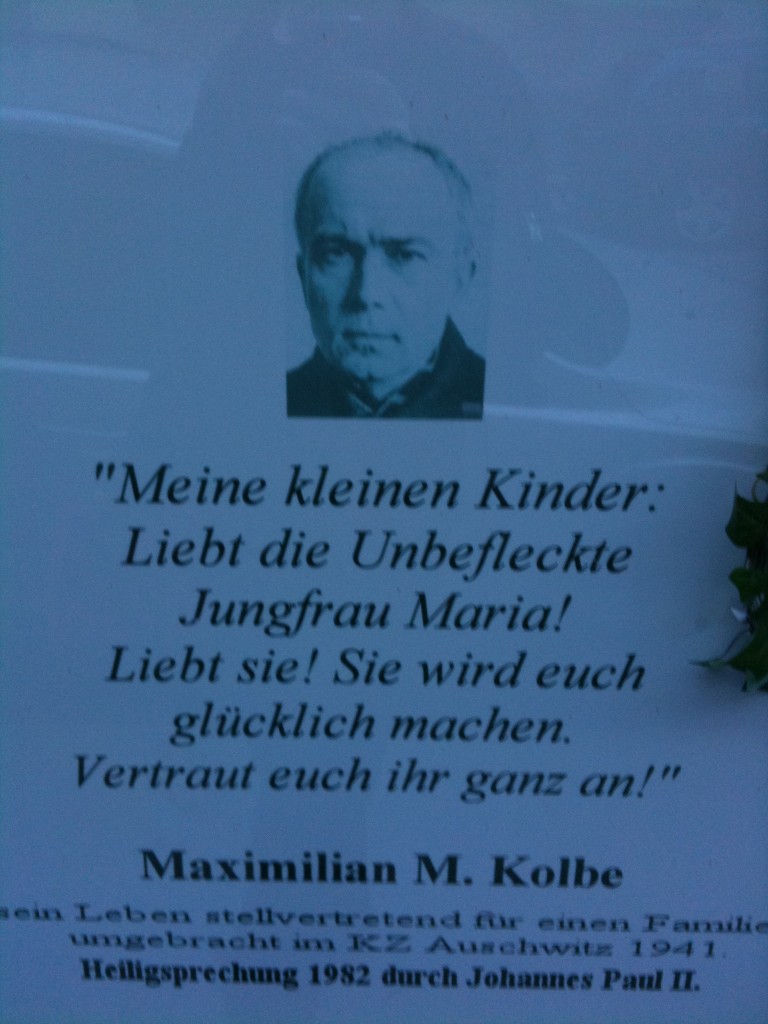 "Meine kleinen Kinder:
Liebt die Unbefleckte
Jungfrau Maria!
Liebt sie! Sie wird euch
glücklich machen.
Vertraut euch ihr ganz an!"
Maximilian M. Kolbe
sein Leben stellvertretend für einen Familie
umgebracht im KZ Auschwitz 1941.
Heiligsprechung 1982 durch Johannes Paul II.